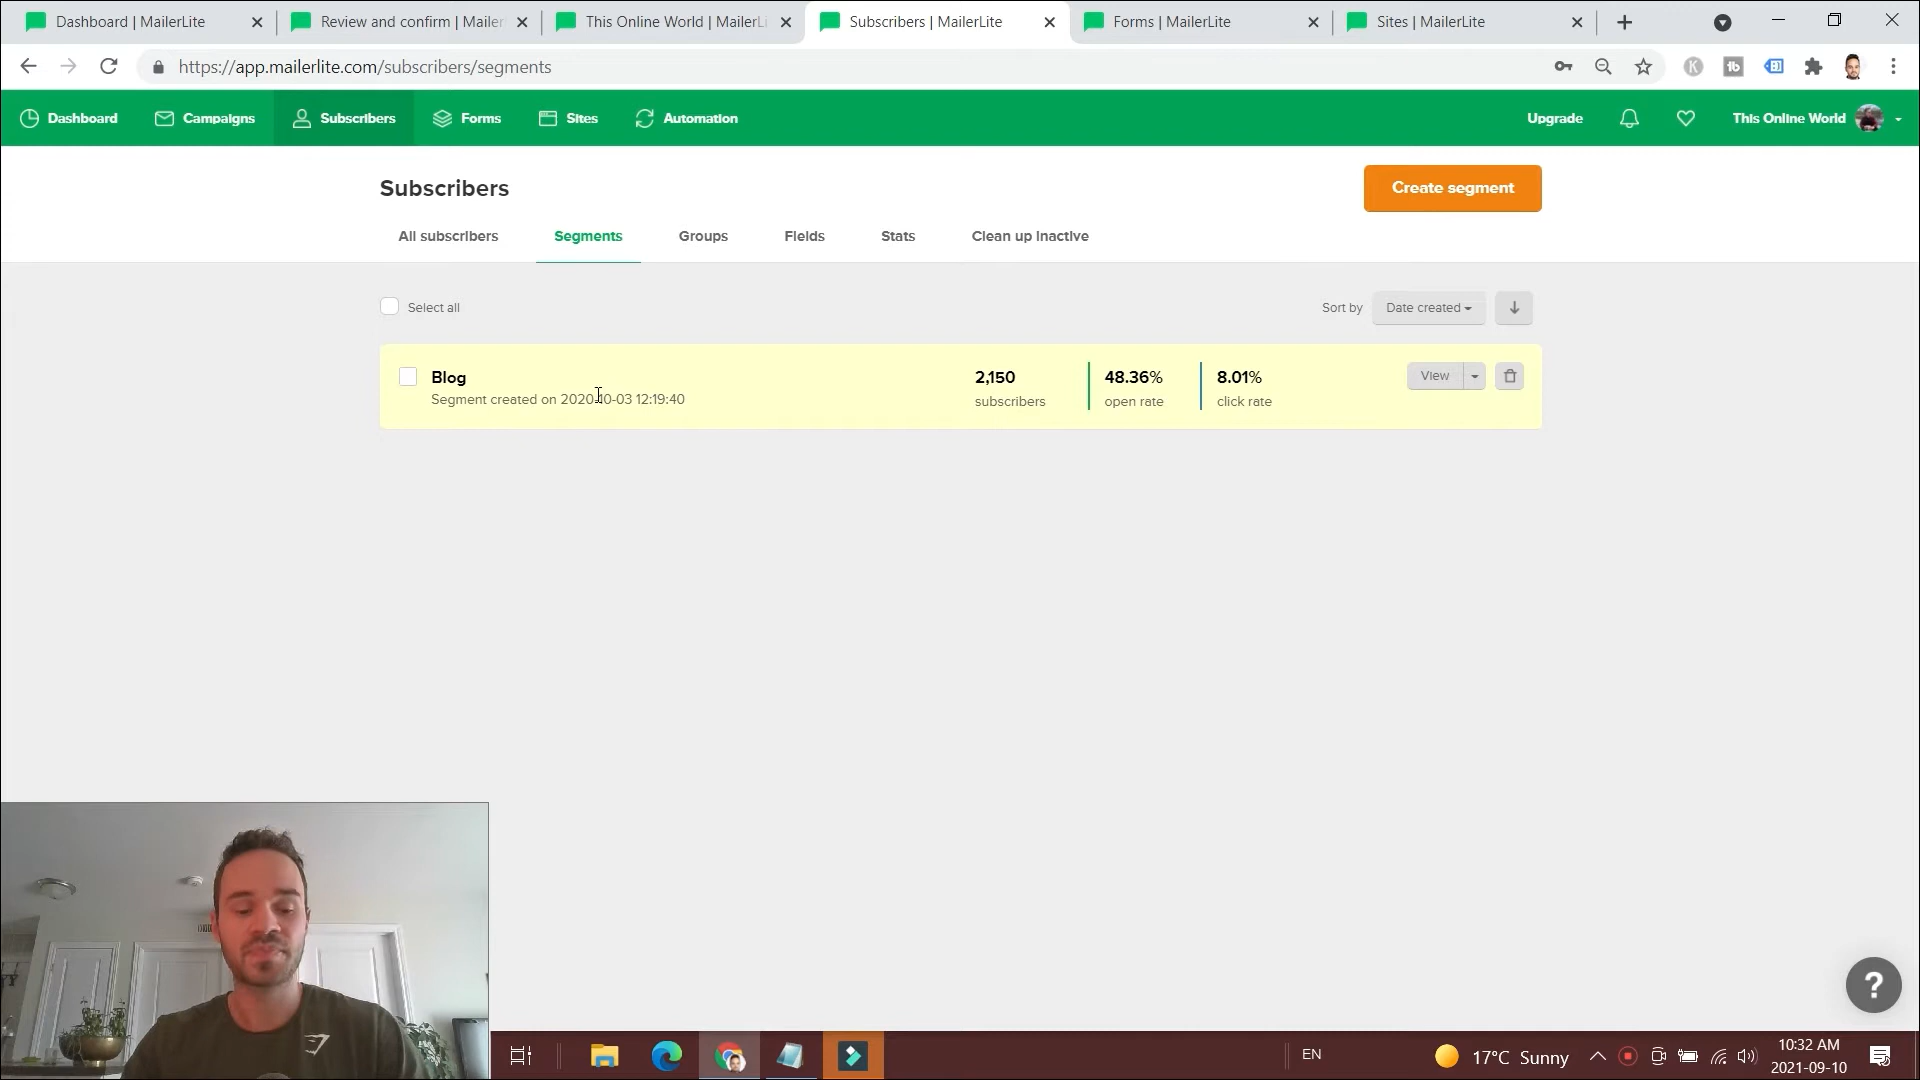 Dashboard | MailerLite
Review and confirm | Mailer
This Online World | MailerLi
Subscribers | MailerLite
Forms | MailerLite
Sites | MailerLite
https://app.mailerlite.com/subscribers/segments
Dashboard
Campaigns
Subscribers
Forms
Sites
Automation
Upgrade
This Online World
Subscribers
Create segment
All subscribers
Segments
Groups
Fields
Stats
Clean up inactive
Select all
Sort by
Date created
Blog
2,150
48.36%
8.01%
View
Segment created on 2020-10-03 12:19:40
subscribers
open rate
click rate
?
EN
17°C Sunny
10:32 AM
2021-09-10